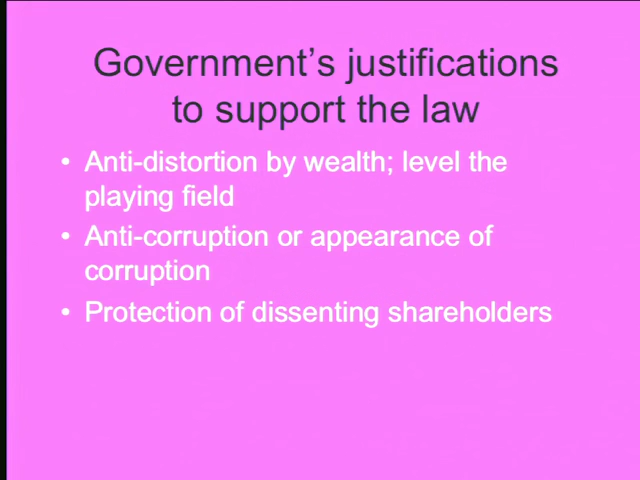 Government’s justifications
to support the law
• Anti-distortion by wealth; level the
playing field
• Anti-corruption or appearance of
corruption
• Protection of dissenting shareholders